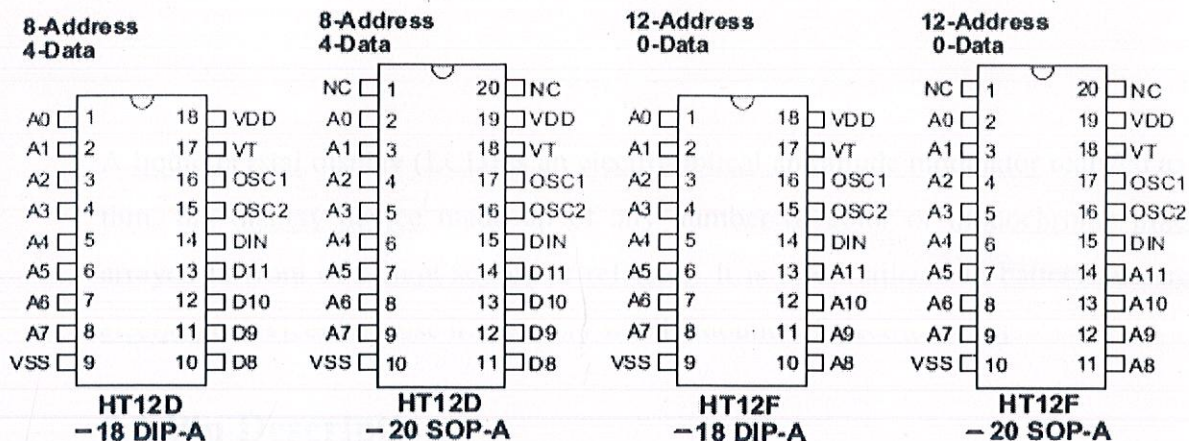 8-Address
4-Data
A0 1 18 VDD
A1 2 17 VT
A2 3 16 OSC1
A3 4 15 OSC2
A4 5 14 DIN
A5 6 13 D11
A6 7 12 D10
A7 8 11 D9
VSS 9 10 D8
HT12D
–18 DIP-A
8-Address
4-Data
NC 1 20 NC
A0 2 19 VDD
A1 3 18 VT
A2 4 17 OSC1
A3 5 16 OSC2
A4 6 15 DIN
A5 7 14 D11
A6 8 13 D10
A7 9 12 D9
VSS 10 11 D8
HT12D
–20 SOP-A
12-Address
0-Data
A0 1 18 VDD
A1 2 17 VT
A2 3 16 OSC1
A3 4 15 OSC2
A4 5 14 DIN
A5 6 13 A11
A6 7 12 A10
A7 8 11 A9
VSS 9 10 A8
HT12F
–18 DIP-A
12-Address
0-Data
NC 1 20 NC
A0 2 19 VDD
A1 3 18 VT
A2 4 17 OSC1
A3 5 16 OSC2
A4 6 15 DIN
A5 7 14 A11
A6 8 13 A10
A7 9 12 A9
VSS 10 11 A8
HT12F
–20 SOP-A